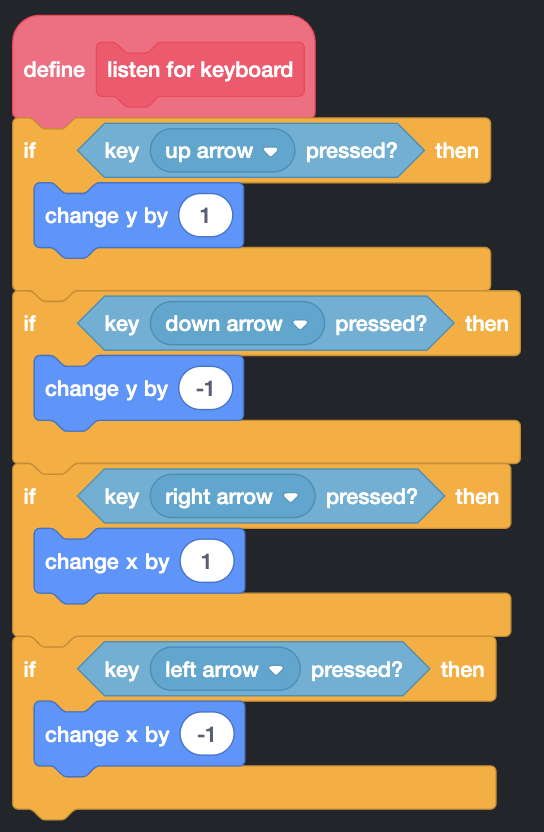 define listen for keyboard
if key up arrow pressed? then
change y by 1
if key down arrow pressed? then
change y by -1
if key right arrow pressed? then
change x by 1
if key left arrow pressed? then
change x by -1